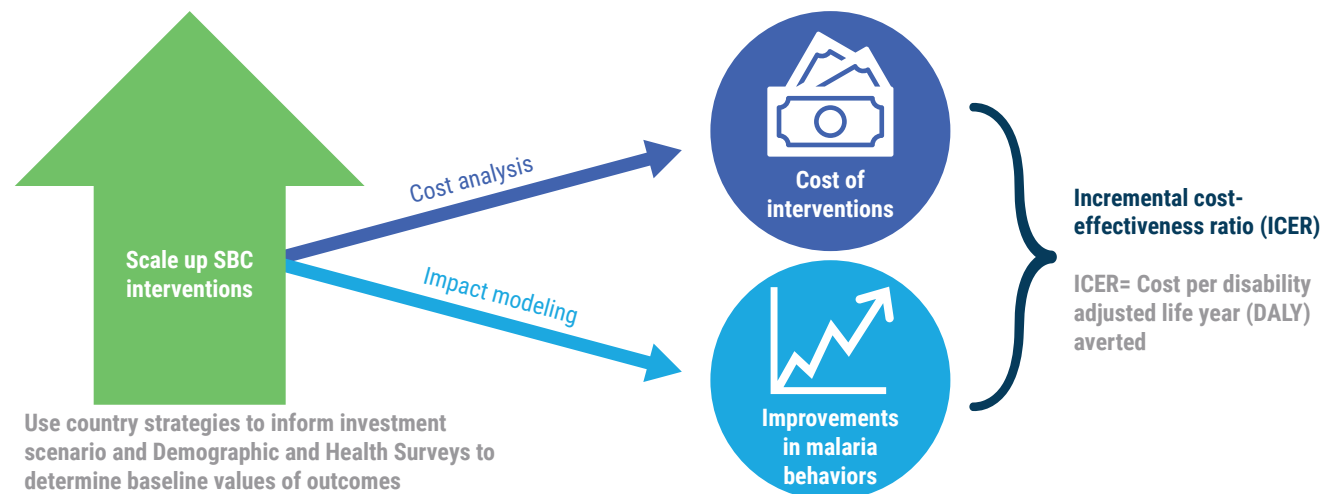 Scale up SBC
interventions
Use country strategies to inform investment
scenario and Demographic and Health Surveys to
determine baseline values of outcomes
Cost analysis
Impact modeling
Cost of
interventions
Improvements
in malaria
behaviors
Incremental cost-
effectiveness ratio (ICER)
ICER= Cost per disability
adjusted life year (DALY)
averted